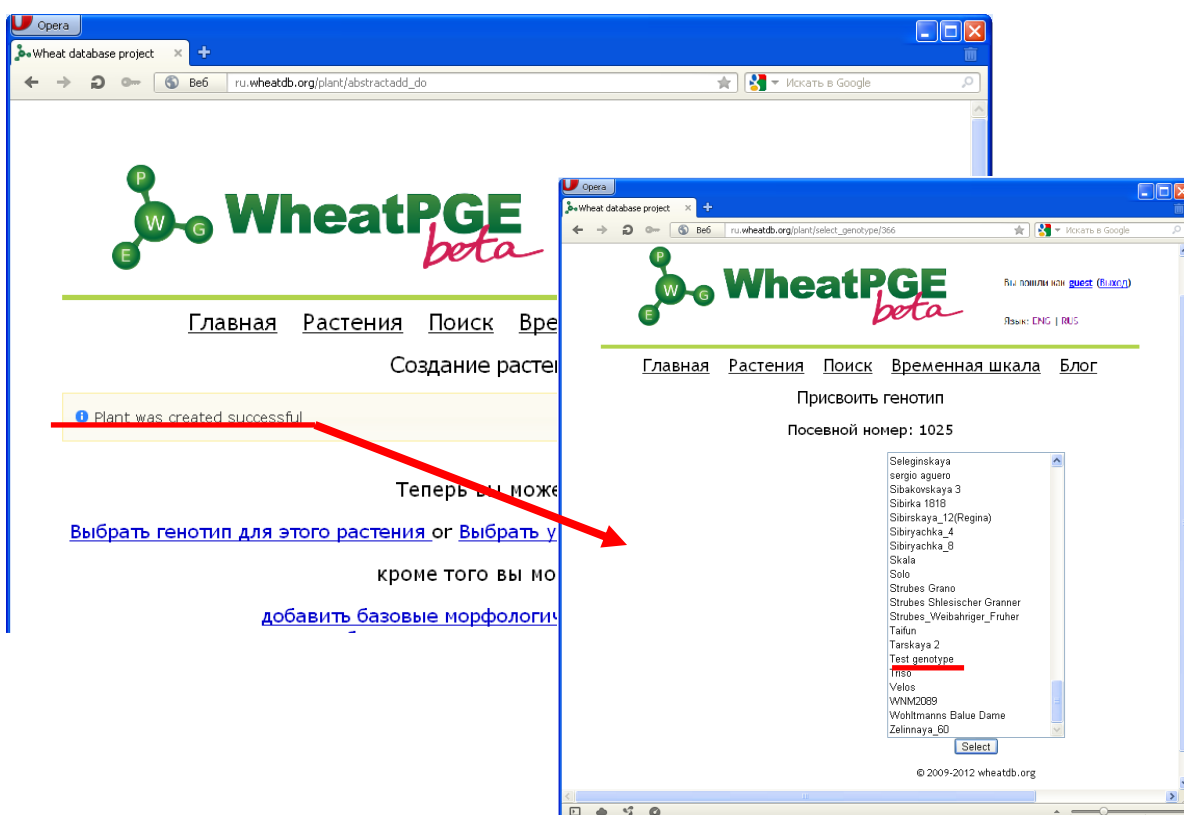 Opera
Wheat database project
Веб ru.wheatdb.org/plant/abstractadd_do Искать в Google
P
W G
E
WheatPGE
beta
Главная Растения Поиск Вре
Создание расте
Plant was created successful
Теперь вы може
Выбрать генотип для этого растения or Выбрать у
кроме того вы мо
добавить базовые морфологич
Opera
Wheat database project
Веб ru.wheatdb.org/plant/select_genotype/366 Искать в Google
P
W G
E
WheatPGE
beta
Вы вошли как guest (Выход)
Язык: ENG | RUS
Главная Растения Поиск Временная шкала Блог
Присвоить генотип
Посевной номер: 1025
Seleginskaya
sergio aguero
Sibakovskaya 3
Sibirka 1818
Sibirskaya_12(Regina)
Sibiryachka_4
Sibiryachka_8
Skala
Solo
Strubes Grano
Strubes Shlesischer Granner
Strubes_Weibahriger_Fruher
Taifun
Tarskaya 2
Test genotype
Triso
Velos
WNM2089
Wohltmanns Balue Dame
Zelinnaya_60
Select
© 2009-2012 wheatdb.org